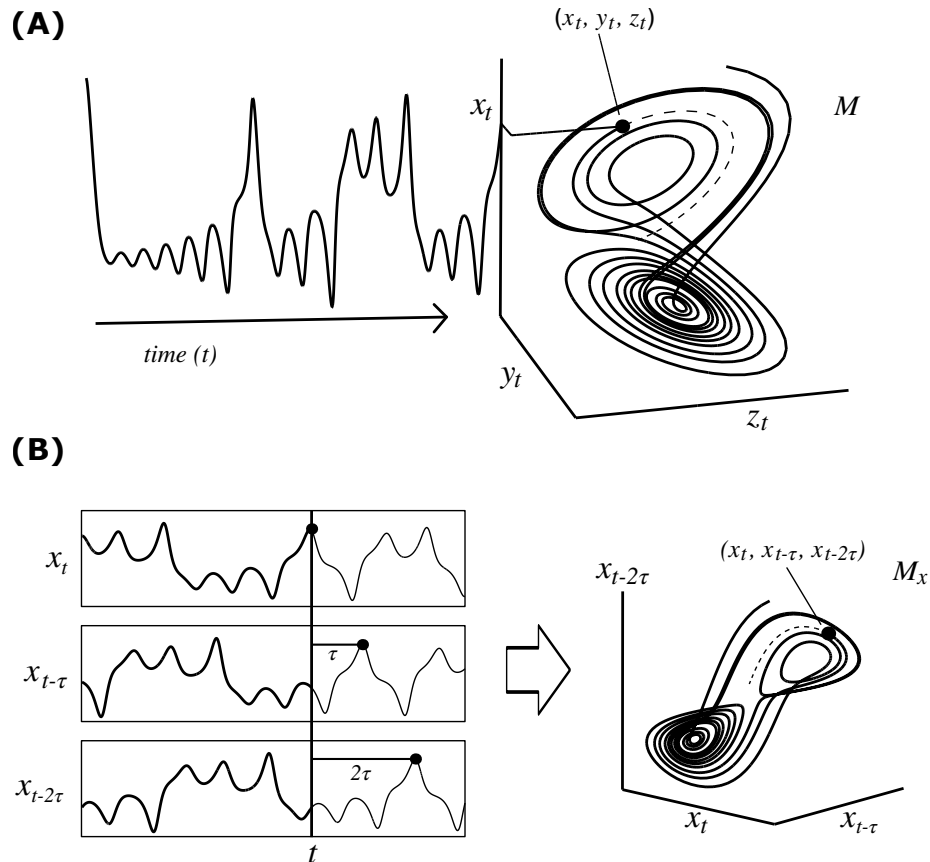 (A)
(x_t, y_t, z_t)
x_t
M
time (t)
y_t
z_t
(B)
x_t
τ
x_{t-τ}
2τ
x_{t-2τ}
t
x_{t-2τ}
(x_t, x_{t-τ}, x_{t-2τ})
M_x
x_t
x_{t-τ}